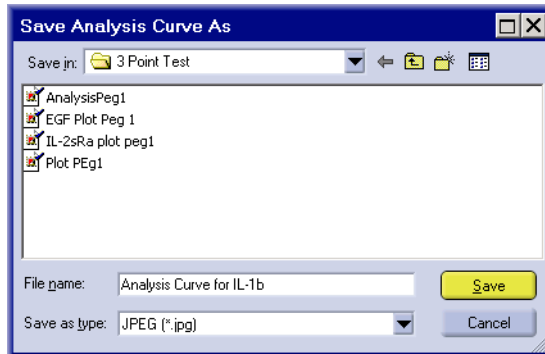 Save Analysis Curve As
Save in: 3 Point Test
AnalysisPeg1
EGF Plot Peg 1
IL-2sRa plot peg1
Plot PEg1
File name: Analysis Curve for IL-1b Save
Save as type: JPEG (*.jpg) Cancel